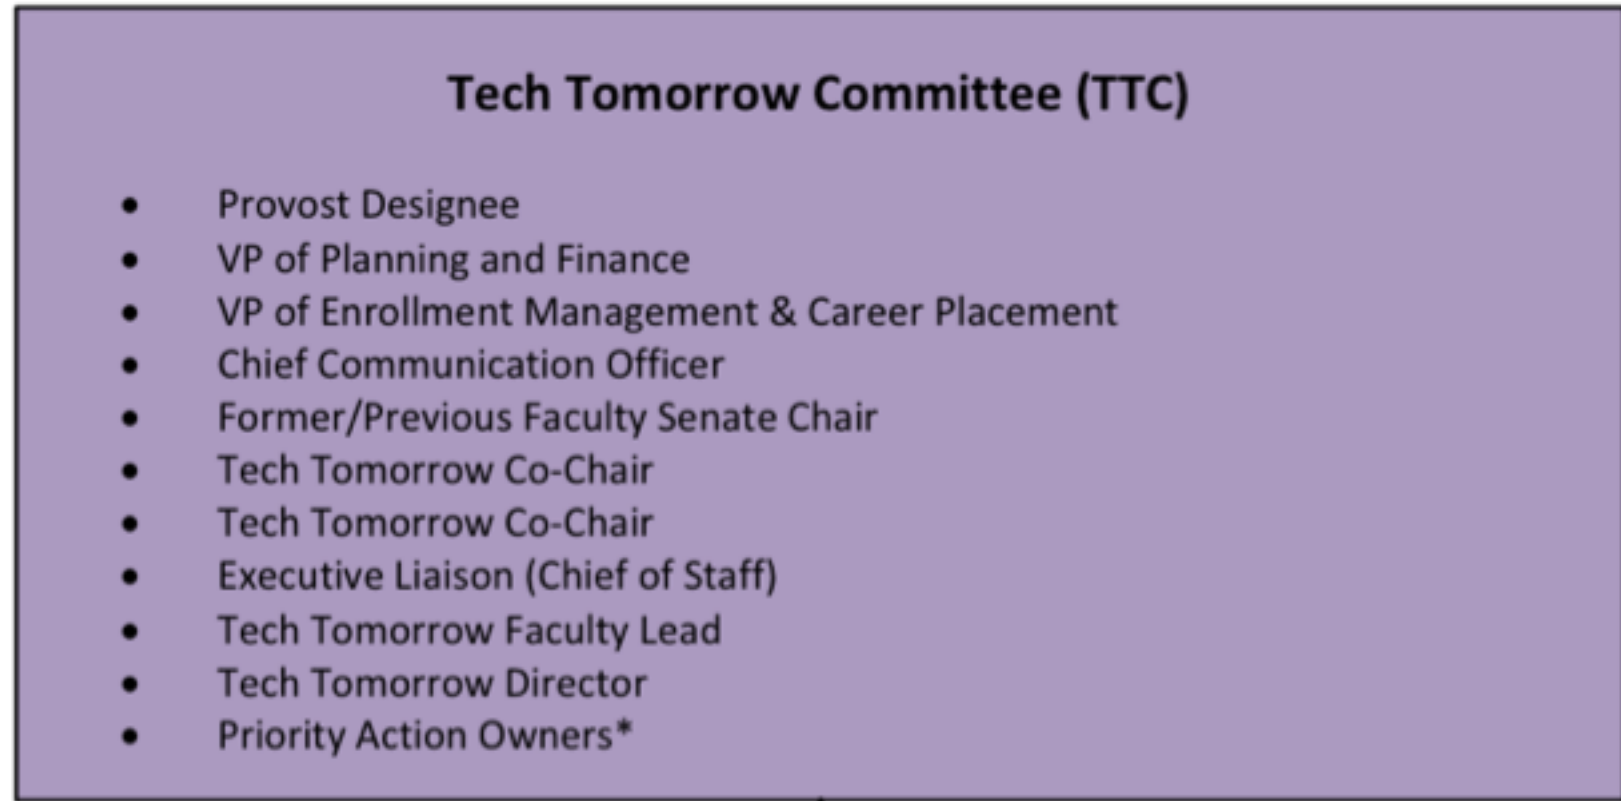 Tech Tomorrow Committee (TTC)
• Provost Designee
• VP of Planning and Finance
• VP of Enrollment Management & Career Placement
• Chief Communication Officer
• Former/Previous Faculty Senate Chair
• Tech Tomorrow Co-Chair
• Tech Tomorrow Co-Chair
• Executive Liaison (Chief of Staff)
• Tech Tomorrow Faculty Lead
• Tech Tomorrow Director
• Priority Action Owners*